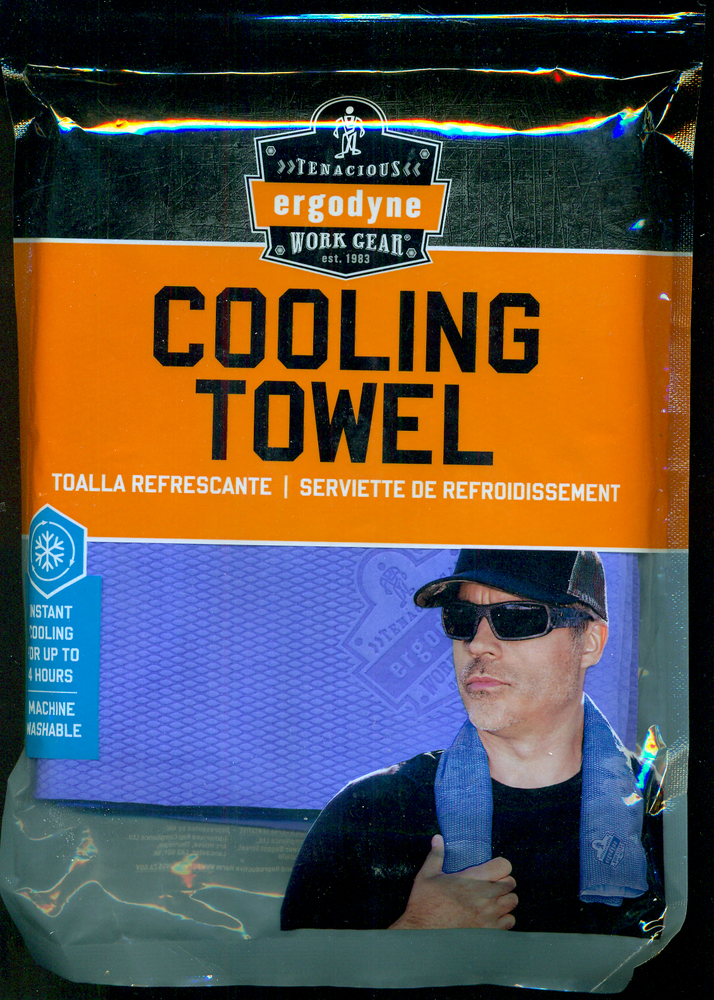 »TENACIOUS«
ergodyne
WORK GEAR®
est. 1983
COOLING
TOWEL
TOALLA REFRESCANTE | SERVIETTE DE REFROIDISSEMENT
INSTANT
COOLING
FOR UP TO
4 HOURS
MACHINE
WASHABLE